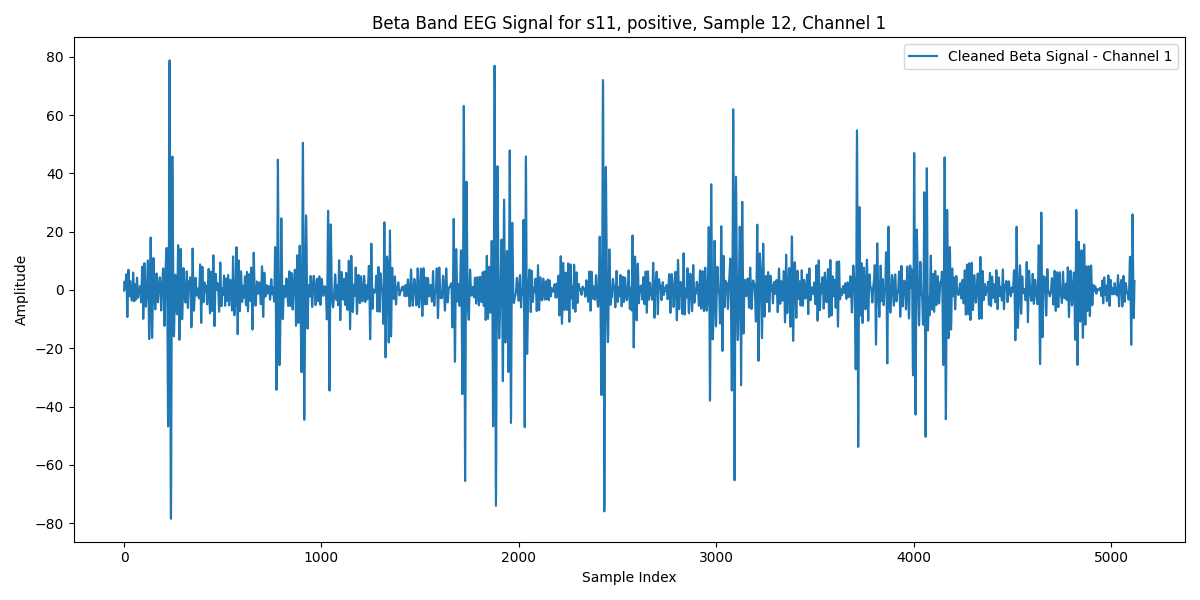 Beta Band EEG Signal for s11, positive, Sample 12, Channel 1
Cleaned Beta Signal - Channel 1
80
60
40
20
0
−20
−40
−60
−80
Amplitude
0 1000 2000 3000 4000 5000
Sample Index